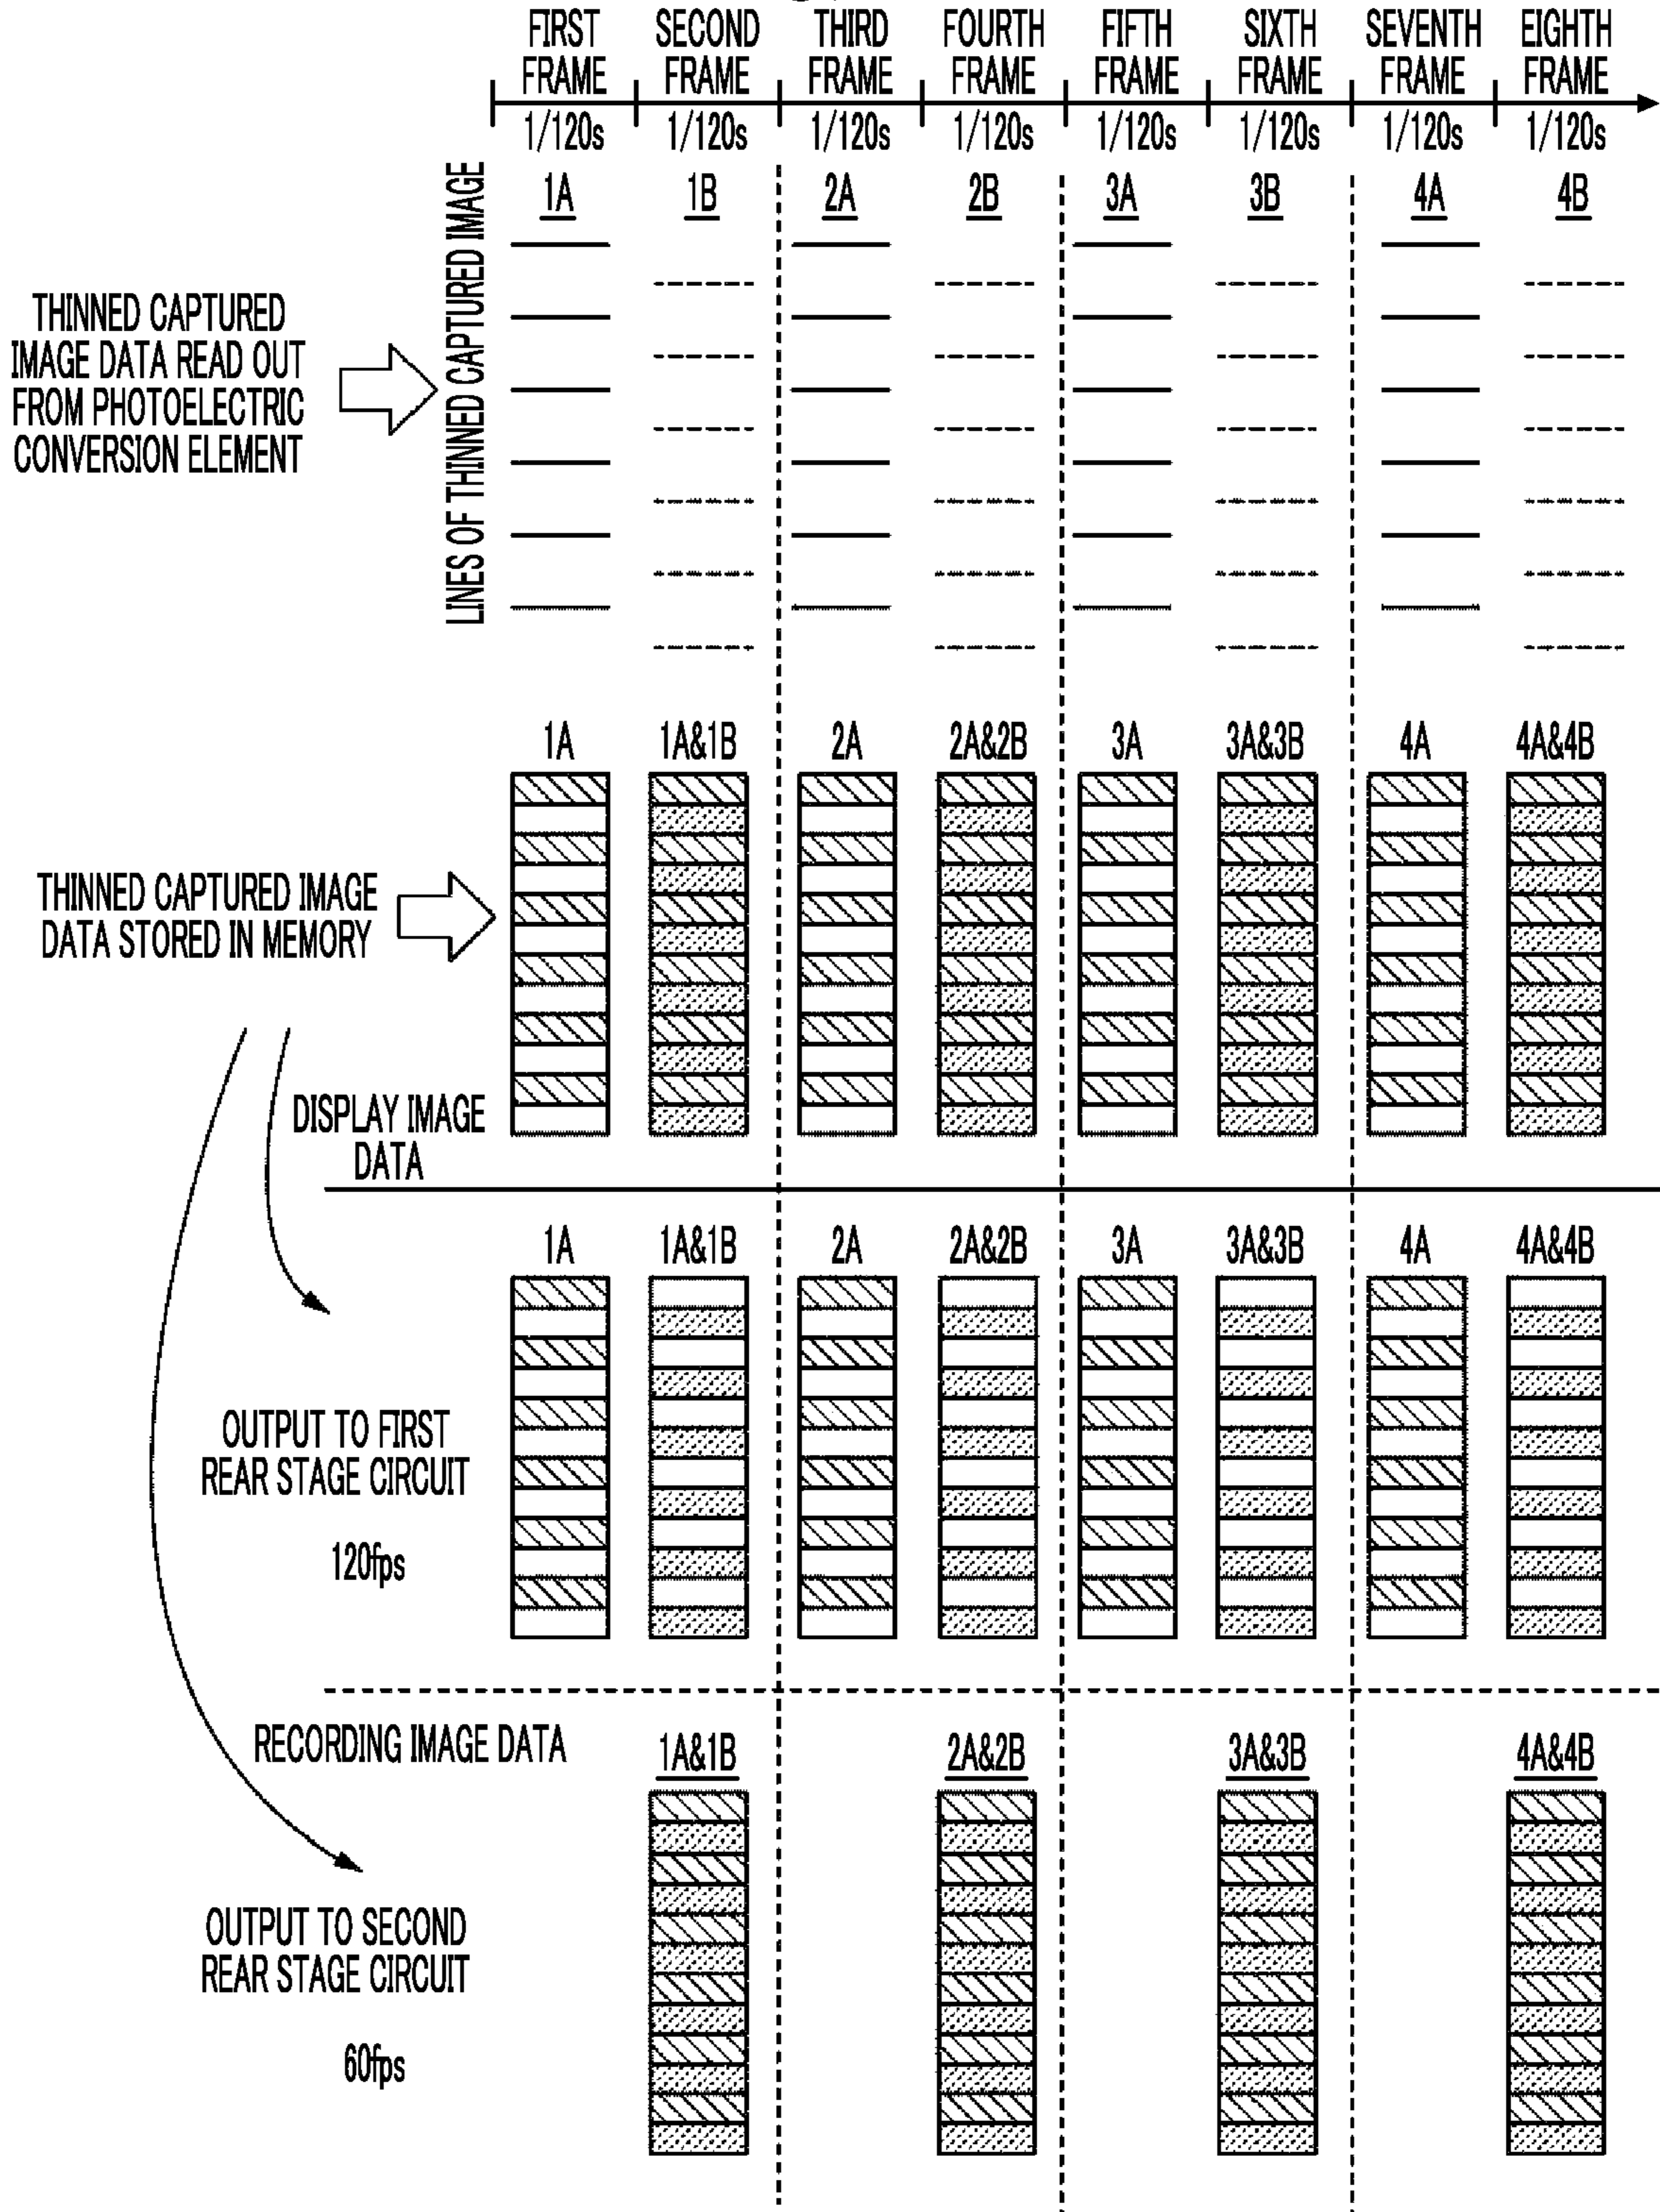 FIRST FRAME
SECOND FRAME
THIRD FRAME
FOURTH FRAME
FIFTH FRAME
SIXTH FRAME
SEVENTH FRAME
EIGHTH FRAME
1/120s 1/120s 1/120s 1/120s 1/120s 1/120s 1/120s 1/120s
1A 1B 2A 2B 3A 3B 4A 4B
LINES OF THINNED CAPTURED IMAGE
THINNED CAPTURED
IMAGE DATA READ OUT
FROM PHOTOELECTRIC
CONVERSION ELEMENT
1A 1A&1B 2A 2A&2B 3A 3A&3B 4A 4A&4B
THINNED CAPTURED IMAGE
DATA STORED IN MEMORY
DISPLAY IMAGE
DATA
1A 1A&1B 2A 2A&2B 3A 3A&3B 4A 4A&4B
OUTPUT TO FIRST
REAR STAGE CIRCUIT
120fps
RECORDING IMAGE DATA
1A&1B 2A&2B 3A&3B 4A&4B
OUTPUT TO SECOND
REAR STAGE CIRCUIT
60fps